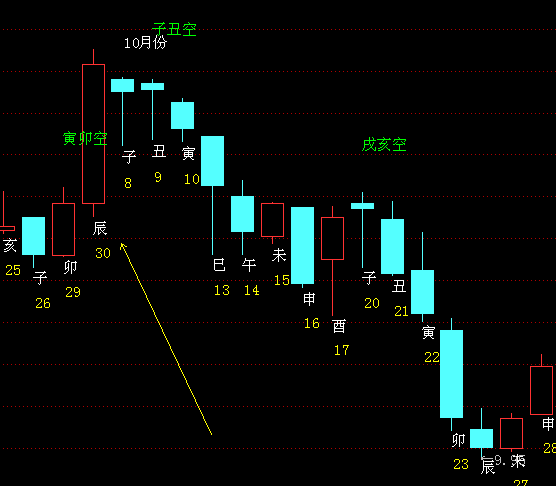 子丑空
10月份
寅卯空
戌亥空
子
8
丑
9
寅
10
辰
30
亥
25
子
26
卯
29
巳
13
午
14
未
15
申
16
酉
17
子
20
丑
21
寅
22
卯
23
辰
未
27
申
28